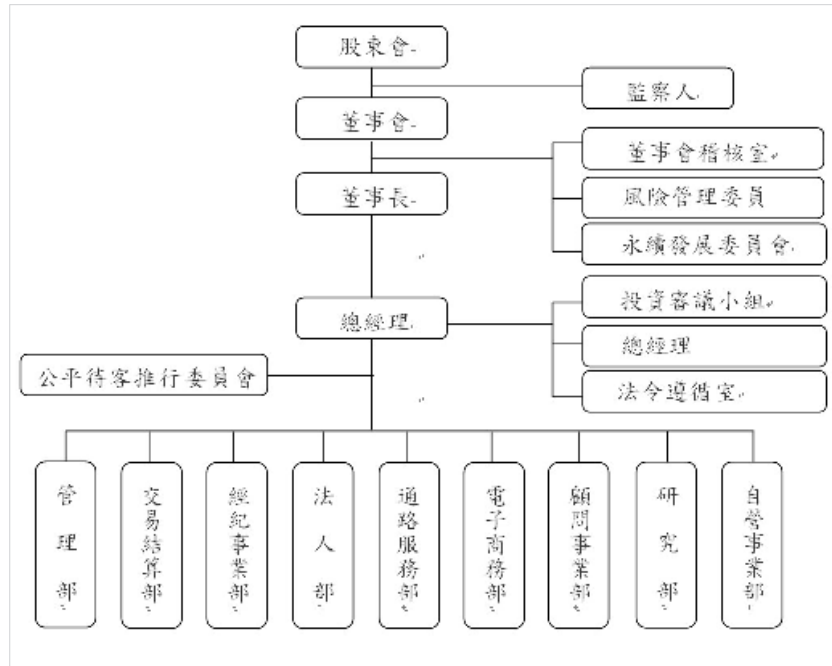 股東會
監察人
董事會
董事會稽核室
風險管理委員
董事長
永續發展委員會
投資審議小組
總經理
總經理
公平待客推行委員會
法令遵循室
管理部
交易結算部
經紀事業部
法人部
通路服務部
電子商務部
顧問事業部
研究部
自營事業部